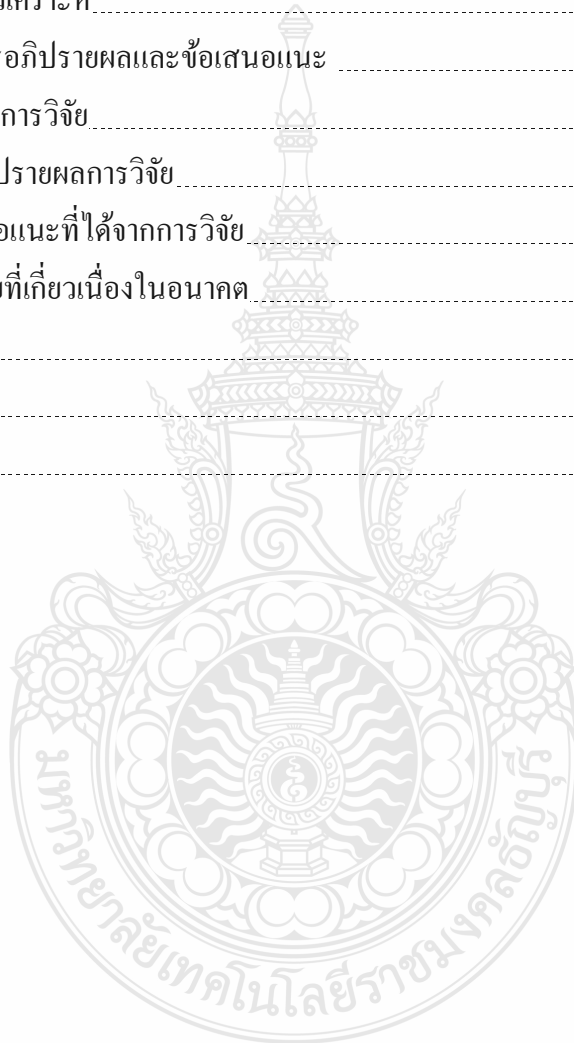 รอภิปรายผลและข้อเสนอแนะ
การวิจัย
ปรายผลการวิจัย
อแนะที่ได้จากการวิจัย
ที่เกี่ยวเนื่องในอนาคต
มหาวิทยาลัยเทคโนโลยีราชมงคลธัญบุรี